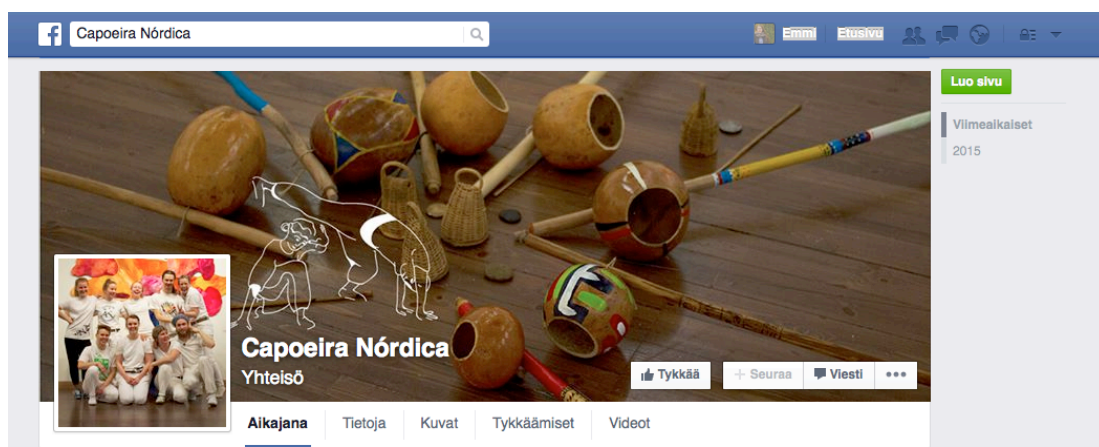 f Capoeira Nórdica Emmi Etusivu
Luo sivu
Viimeaikaiset
2015
Capoeira Nórdica
Yhteisö
Tykkää + Seuraa Viesti •••
Aikajana Tietoja Kuvat Tykkäämiset Videot